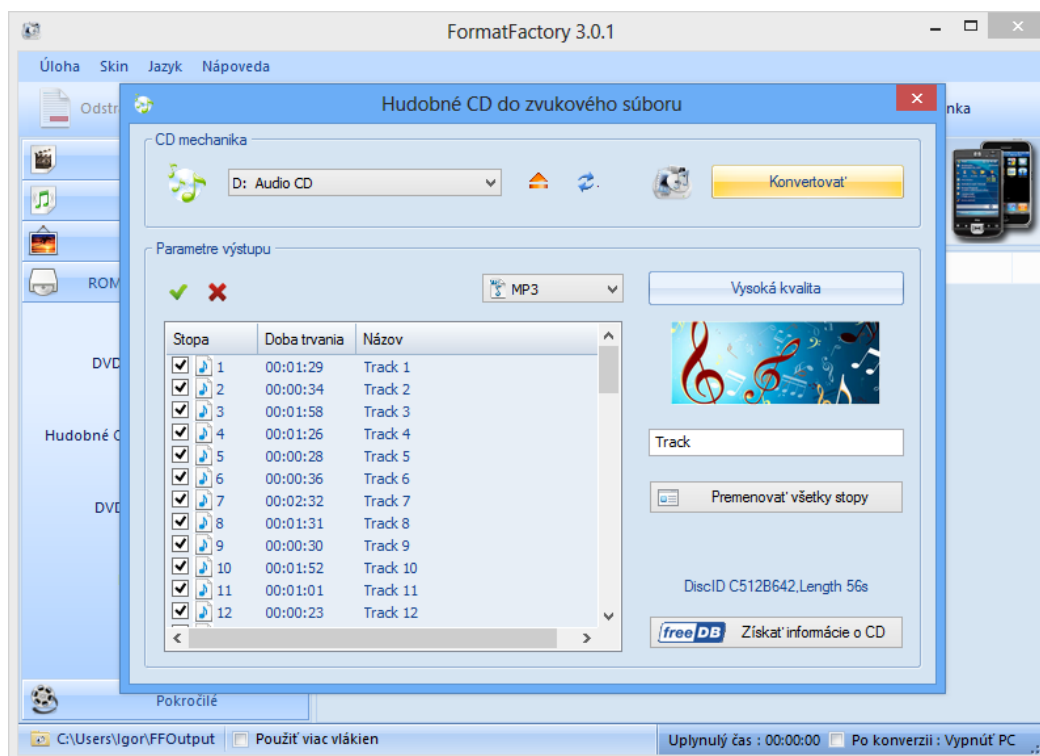 FormatFactory 3.0.1
Úloha Skin Jazyk Nápoveda
Hudobné CD do zvukového súboru
CD mechanika
D: Audio CD
Konvertovať
ROM
DVD
DVD
Parametre výstupu
MP3
Vysoká kvalita
Stopa Doba trvania Názov
1 00:01:29 Track 1
2 00:00:34 Track 2
3 00:01:58 Track 3
4 00:01:26 Track 4
5 00:00:28 Track 5
6 00:00:36 Track 6
7 00:02:32 Track 7
8 00:01:31 Track 8
9 00:00:30 Track 9
10 00:01:52 Track 10
11 00:01:01 Track 11
12 00:00:23 Track 12
Hudobné
Track
Premenovať všetky stopy
DiscID C512B642,Length 56s
freeDB Získať informácie o CD
Pokročilé
C:\Users\Igor\FFOutput Použiť viac vlákien Uplynulý čas : 00:00:00 Po konverzii : Vypnúť PC